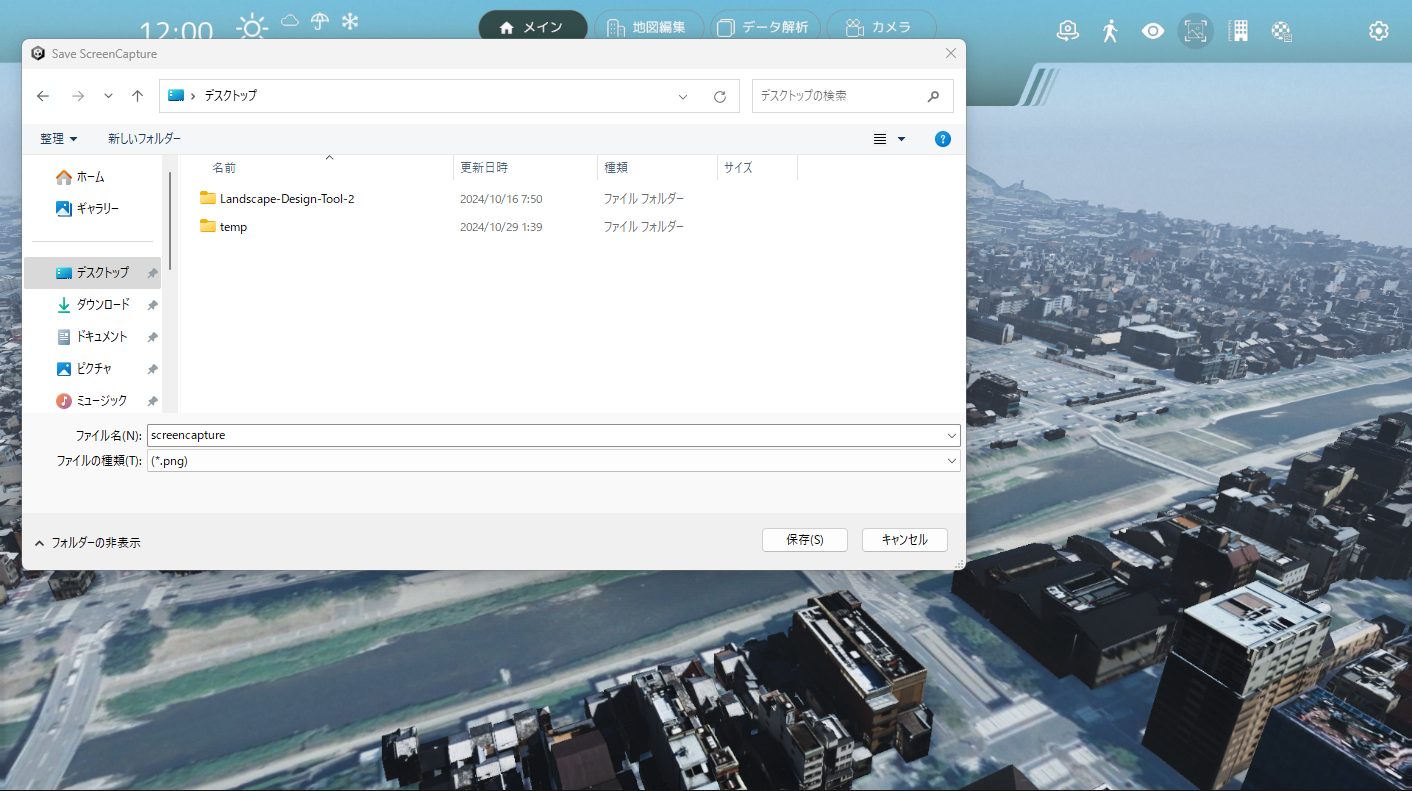 12:00
メイン
地図編集
データ解析
カメラ
Save ScreenCapture
デスクトップ
デスクトップの検索
整理
新しいフォルダー
?
ホーム
ギャラリー
デスクトップ
ダウンロード
ドキュメント
ピクチャ
ミュージック
名前 更新日時 種類 サイズ
Landscape-Design-Tool-2 2024/10/16 7:50 ファイル フォルダー
temp 2024/10/29 1:39 ファイル フォルダー
ファイル名(N): screencapture
ファイルの種類(T): (*.png)
フォルダーの非表示
保存(S)
キャンセル